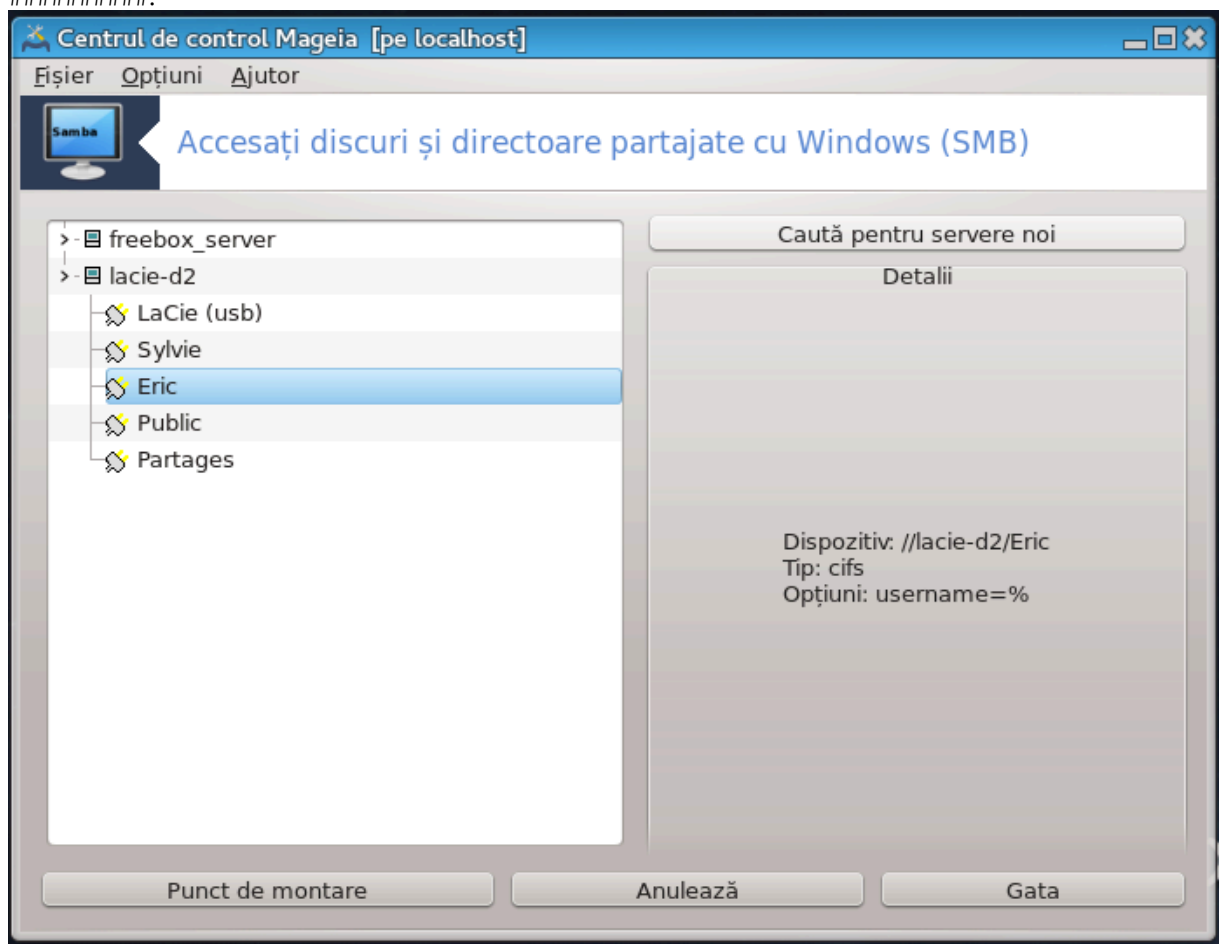 Centrul de control Mageia [pe localhost]
Fișier Opțiuni Ajutor
Samba
Accesați discuri și directoare partajate cu Windows (SMB)
freebox_server
lacie-d2
LaCie (usb)
Sylvie
Eric
Public
Partages
Caută pentru servere noi
Detalii
Dispozitiv: //lacie-d2/Eric
Tip: cifs
Opțiuni: username=%
Punct de montare
Anulează
Gata